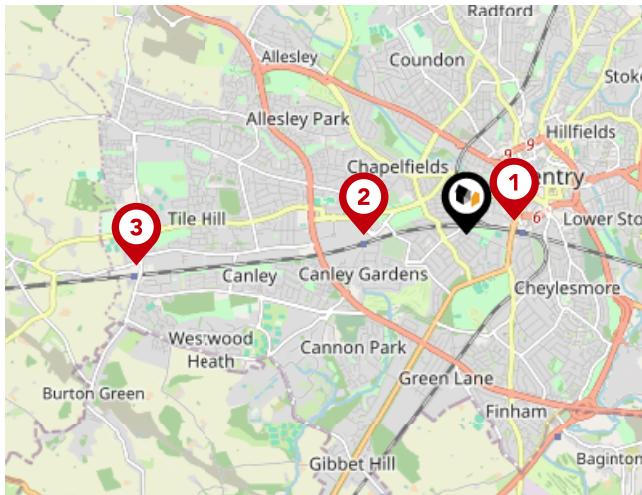 Radford
Allesley
Coundon
Stoke
Allesley Park
Hillfields
9
9
Chapelfields
1
entry
2
Tile Hill
3
6
Lower Sto
Canley
Canley Gardens
Cheylesmore
Westwood
Heath
Cannon Park
Green Lane
Burton Green
Finham
Gibbet Hill
Baginton